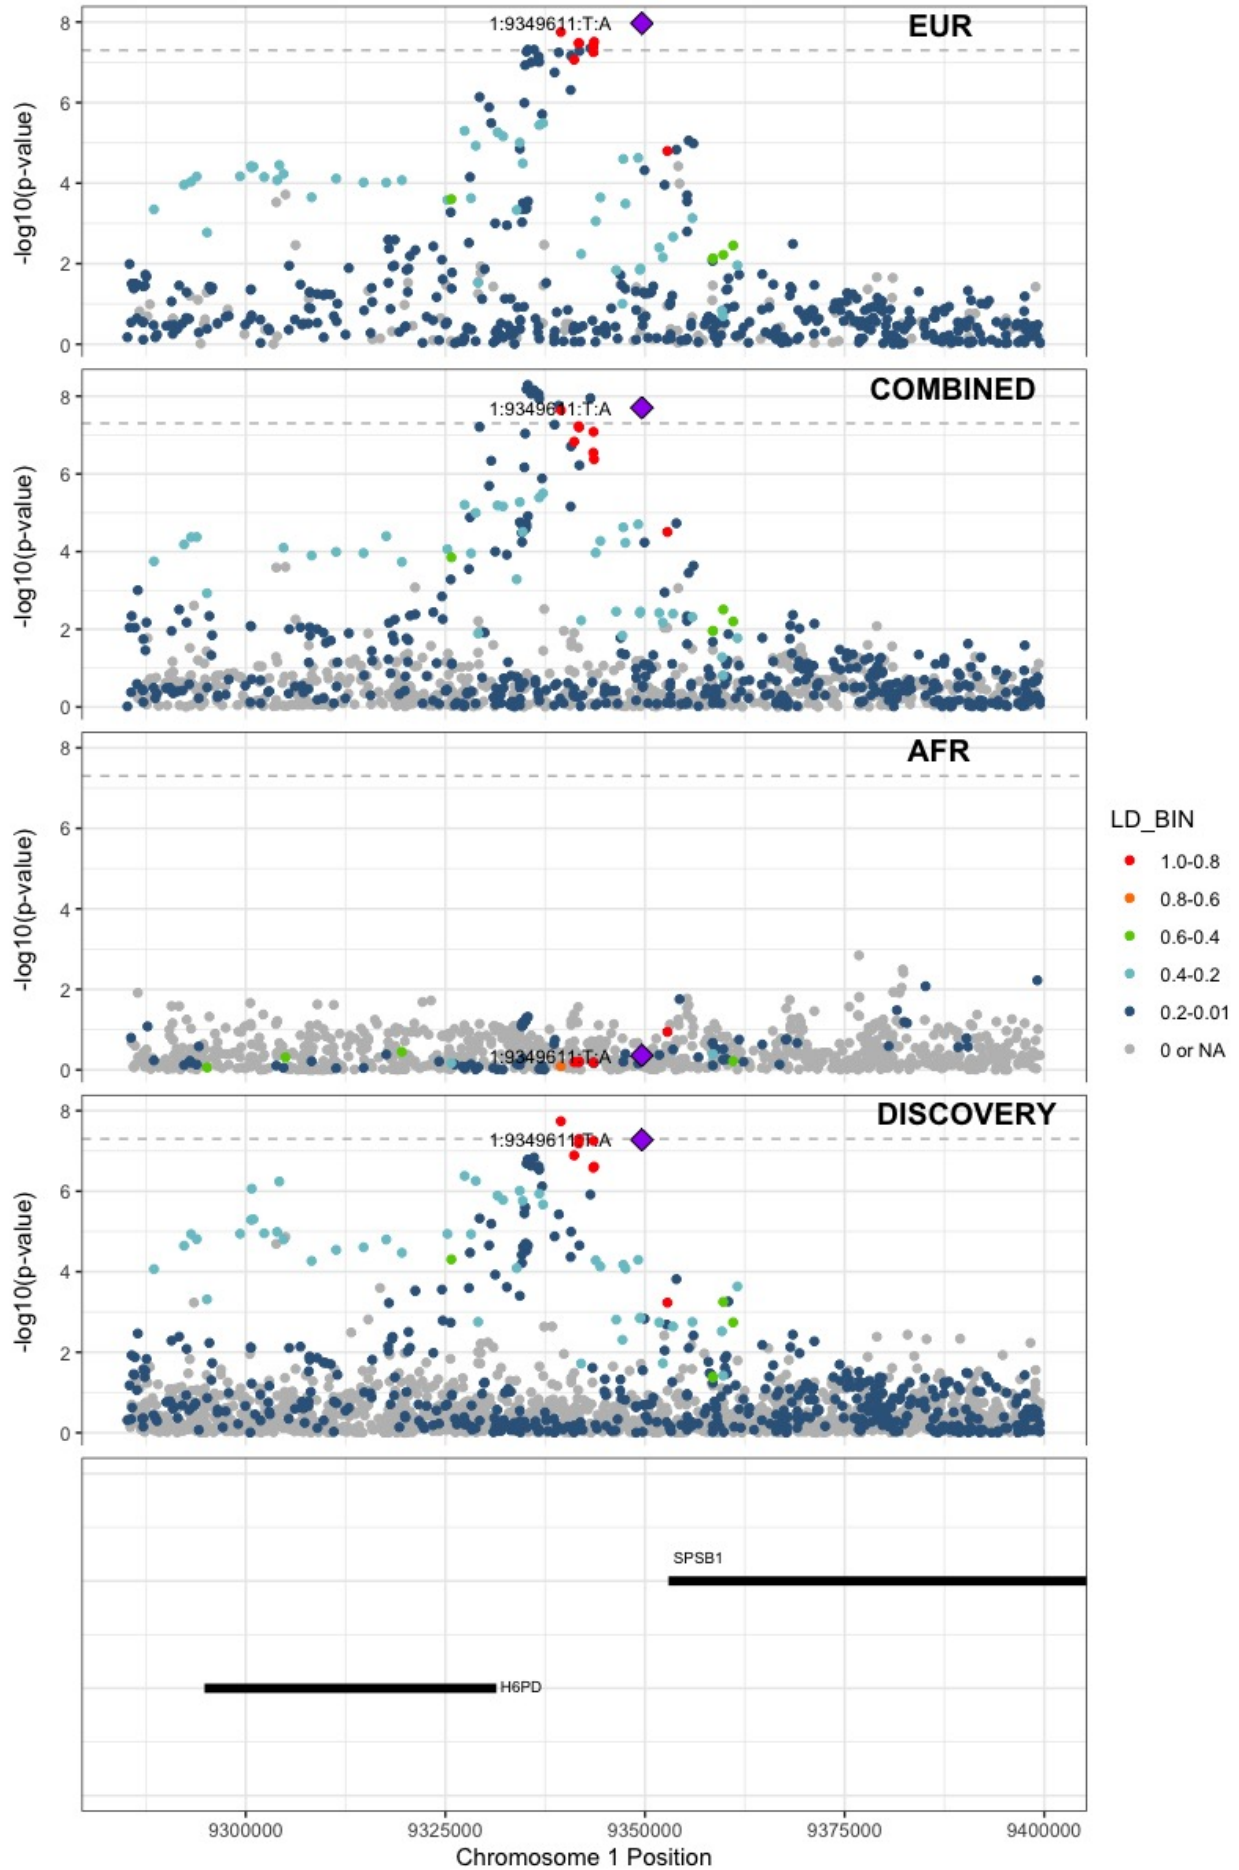 EUR
1:9349611:T:A
8
6
4
2
0
-log10(p-value)
COMBINED
1:9349611:T:A
8
6
4
2
0
-log10(p-value)
AFR
1:9349611:T:A
8
6
4
2
0
-log10(p-value)
DISCOVERY
1:9349611:T:A
8
6
4
2
0
-log10(p-value)
LD_BIN
1.0-0.8
0.8-0.6
0.6-0.4
0.4-0.2
0.2-0.01
0 or NA
SPSB1
H6PD
9300000 9325000 9350000 9375000 9400000
Chromosome 1 Position